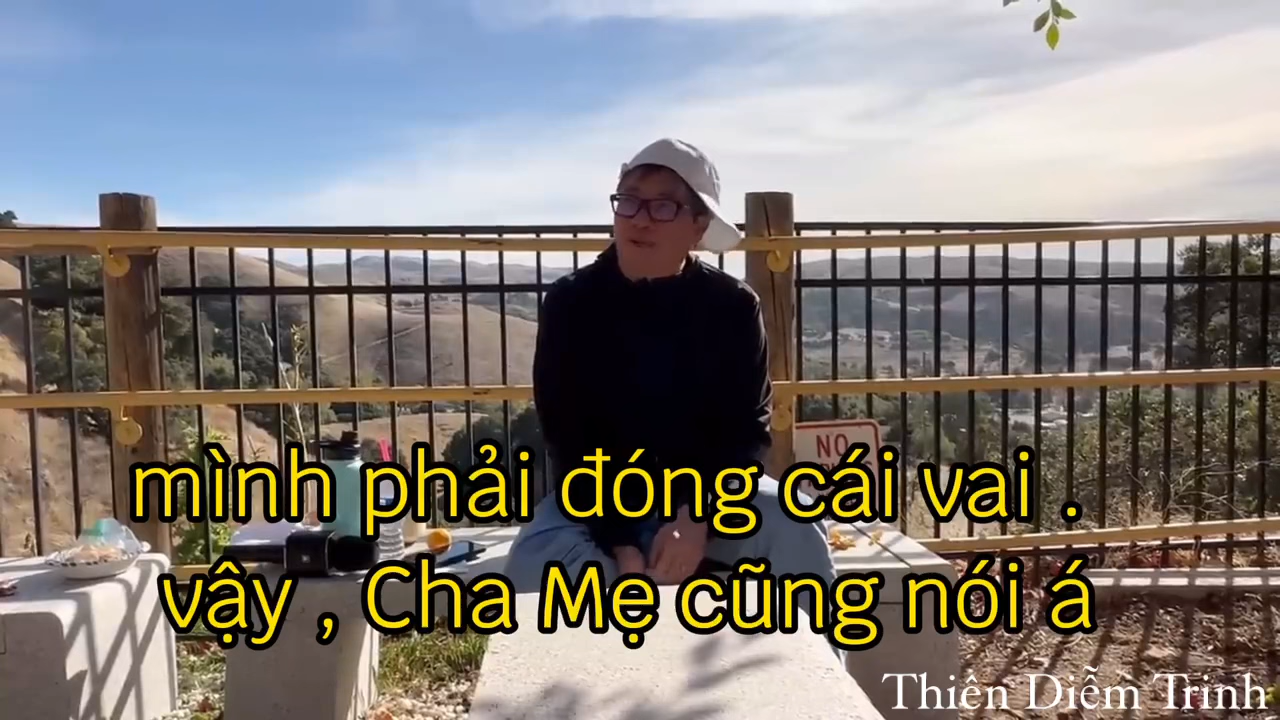 NO
mình phải đóng cái vai .
vậy , Cha Mẹ cũng nói á
Thiên Diễm Trinh